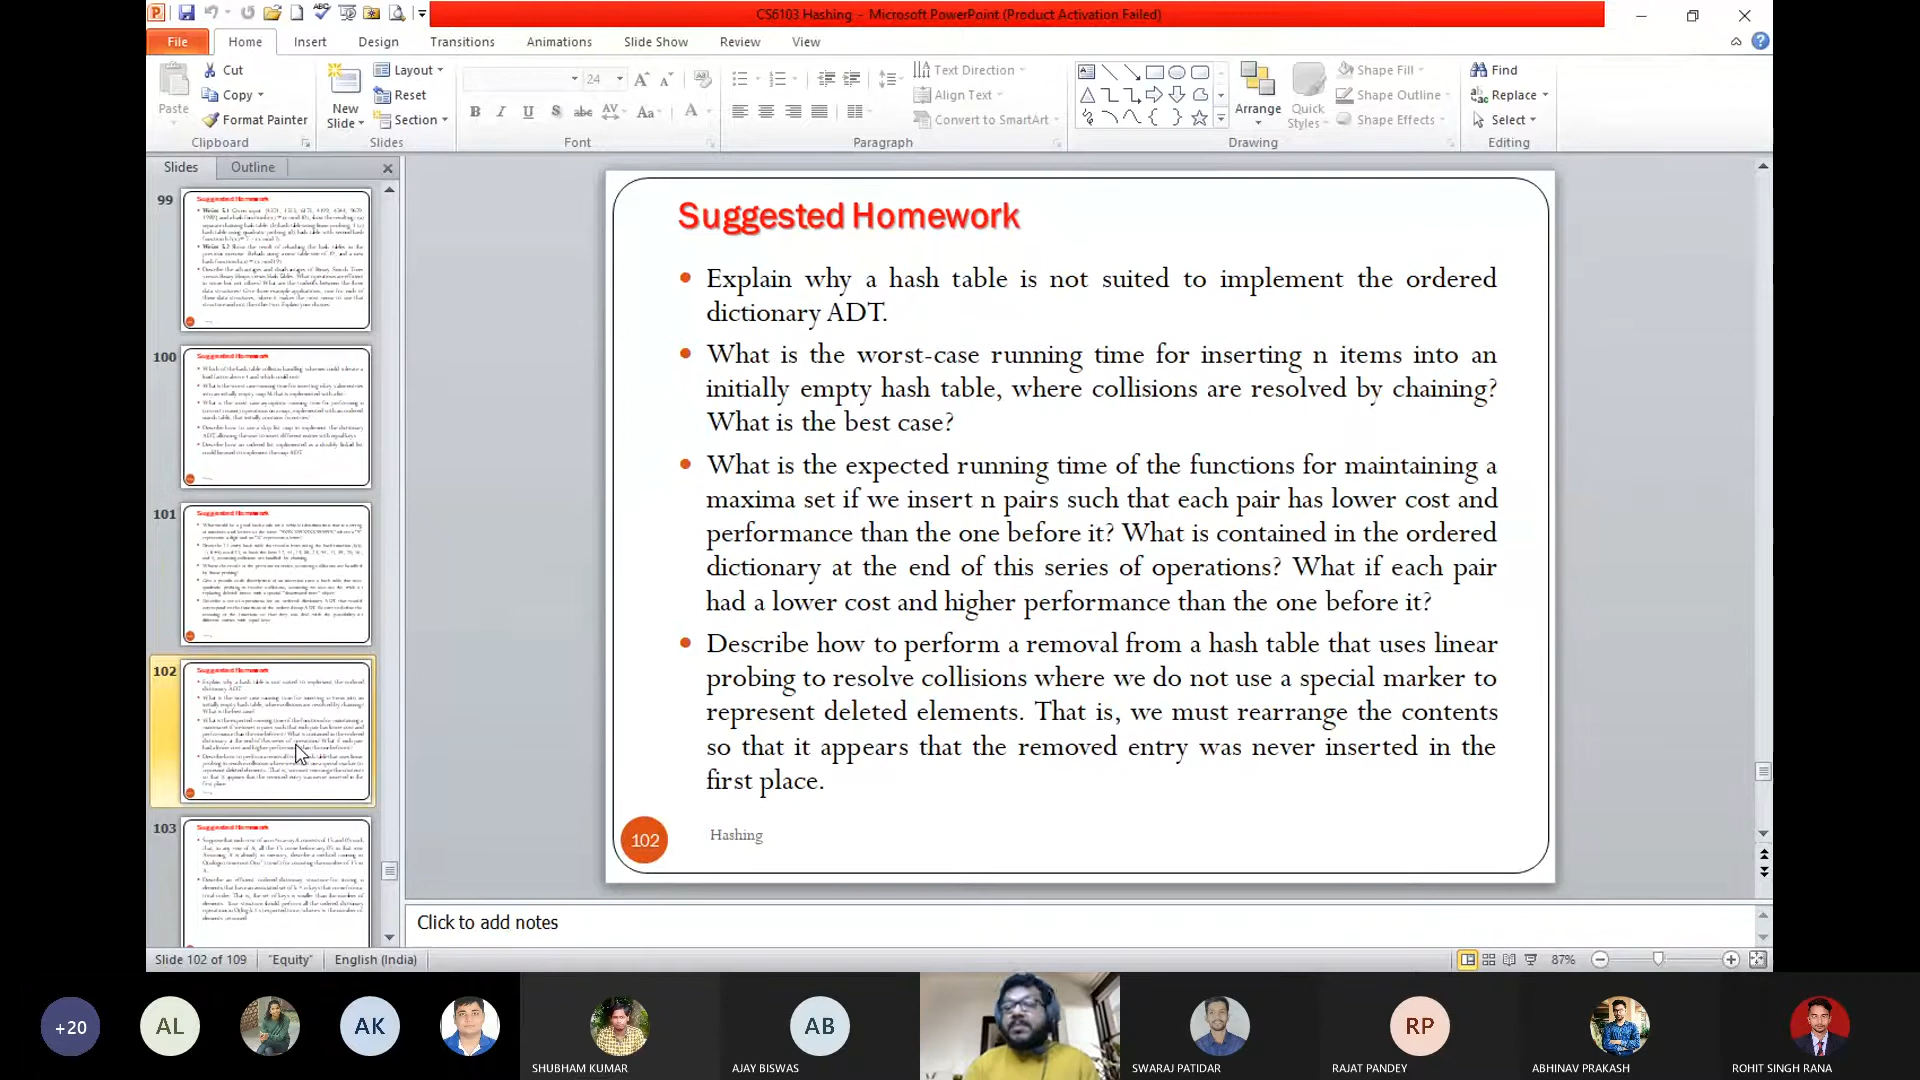 CS6103 Hashing - Microsoft PowerPoint (Product Activation Failed)
File Home Insert Design Transitions Animations Slide Show Review View
Paste
Cut
Copy
Format Painter
Clipboard
New
Slide
Layout
Reset
Section
Slides
24
Font
Text Direction
Align Text
Convert to SmartArt
Paragraph
Arrange
Quick
Styles
Shape Fill
Shape Outline
Shape Effects
Drawing
Find
Replace
Select
Editing
Slides Outline
99
Suggested Homework
100
Suggested Homework
101
Suggested Homework
102
Suggested Homework
103
Suggested Homework
Suggested Homework
• Explain why a hash table is not suited to implement the ordered
dictionary ADT.
• What is the worst-case running time for inserting n items into an
initially empty hash table, where collisions are resolved by chaining?
What is the best case?
• What is the expected running time of the functions for maintaining a
maxima set if we insert n pairs such that each pair has lower cost and
performance than the one before it? What is contained in the ordered
dictionary at the end of this series of operations? What if each pair
had a lower cost and higher performance than the one before it?
• Describe how to perform a removal from a hash table that uses linear
probing to resolve collisions where we do not use a special marker to
represent deleted elements. That is, we must rearrange the contents
so that it appears that the removed entry was never inserted in the
first place.
102 Hashing
Click to add notes
Slide 102 of 109 "Equity" English (India) 87%
+20 AL AK AB RP
SHUBHAM KUMAR AJAY BISWAS SWARAJ PATIDAR RAJAT PANDEY ABHINAV PRAKASH ROHIT SINGH RANA